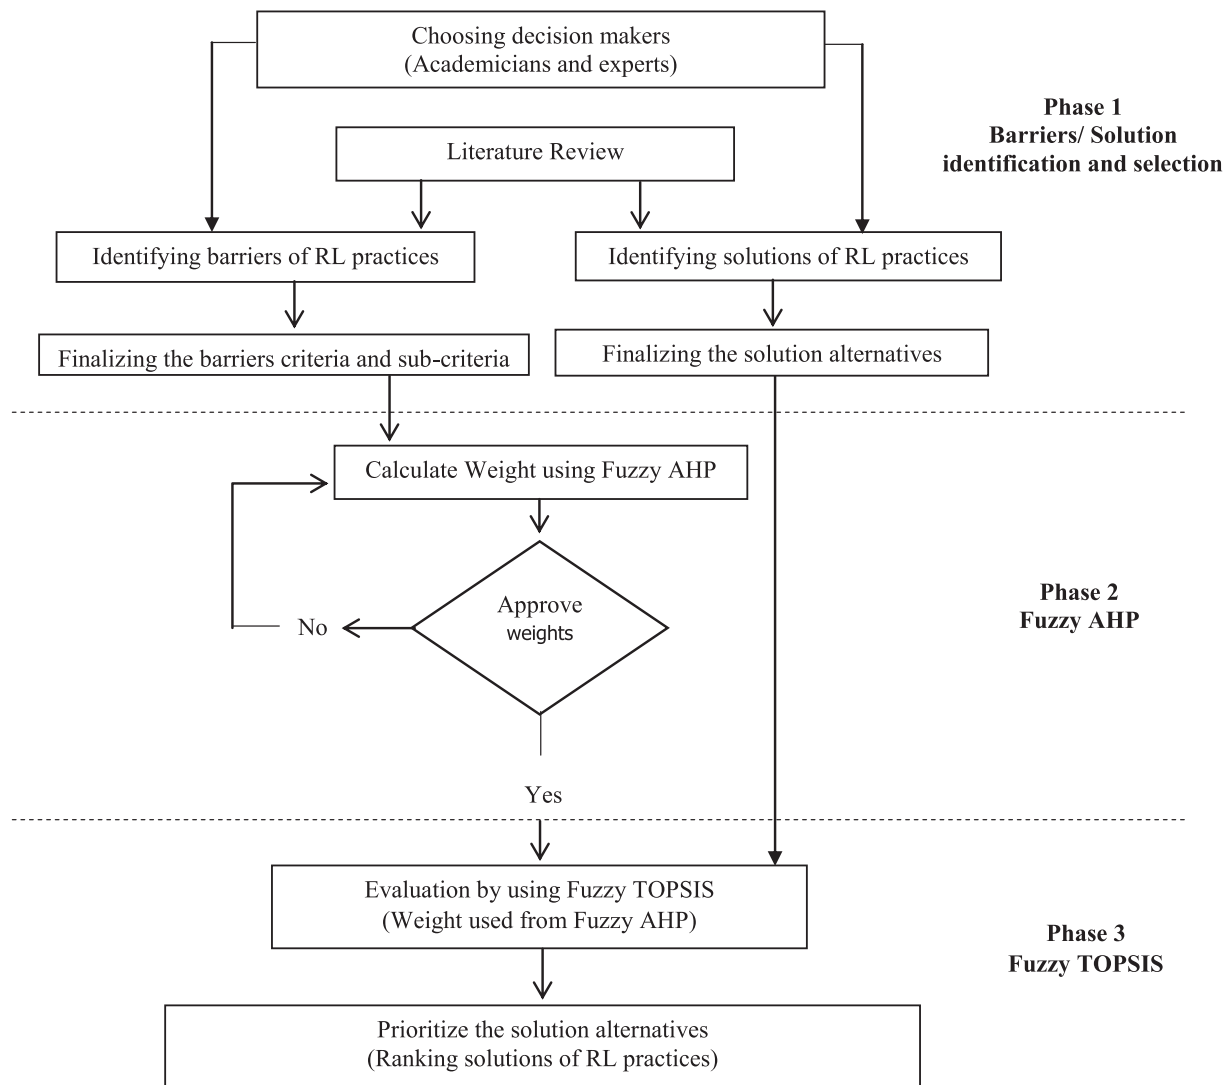 Choosing decision makers
(Academicians and experts)
Phase 1
Barriers/ Solution
identification and selection
Literature Review
Identifying barriers of RL practices
Identifying solutions of RL practices
Finalizing the barriers criteria and sub-criteria
Finalizing the solution alternatives
Calculate Weight using Fuzzy AHP
Approve
weights
No
Phase 2
Fuzzy AHP
Yes
Evaluation by using Fuzzy TOPSIS
(Weight used from Fuzzy AHP)
Phase 3
Fuzzy TOPSIS
Prioritize the solution alternatives
(Ranking solutions of RL practices)